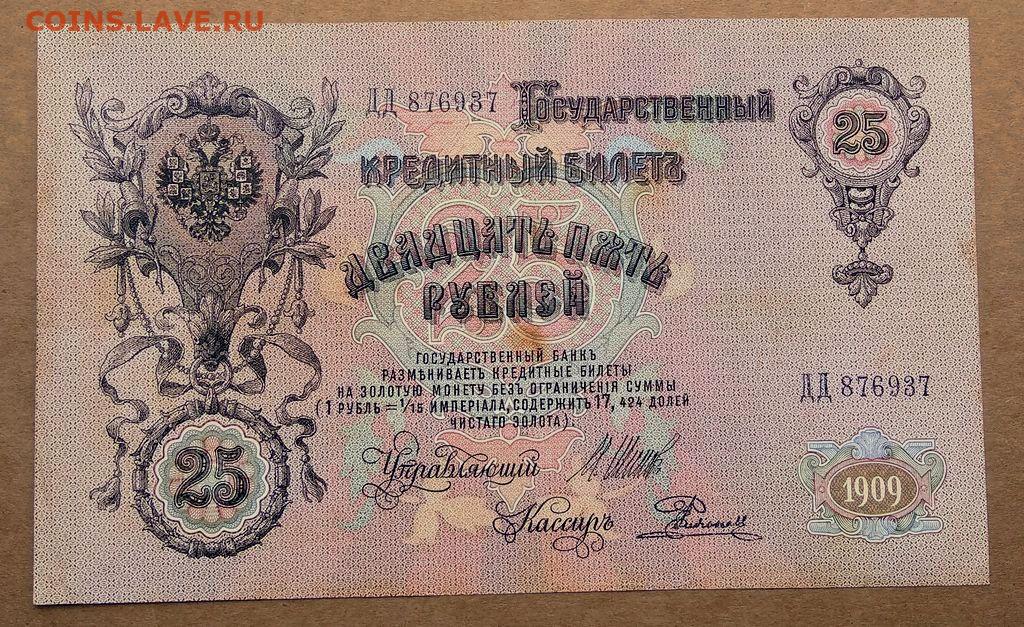 COINS.LAVE.RU
ДД 876937 Государственный
кредитный билетъ
25
двадцать пять
рублей
25
государственный банкъ
размѣниваетъ кредитные билеты
на золотую монету безъ ограниченія суммы
(1 рубль = 1/15 имперіала, содержитъ 17, 424 долей
чистаго золота).
ДД 876937
25
Управляющій
Кассиръ
1909